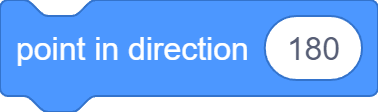 point in direction 180